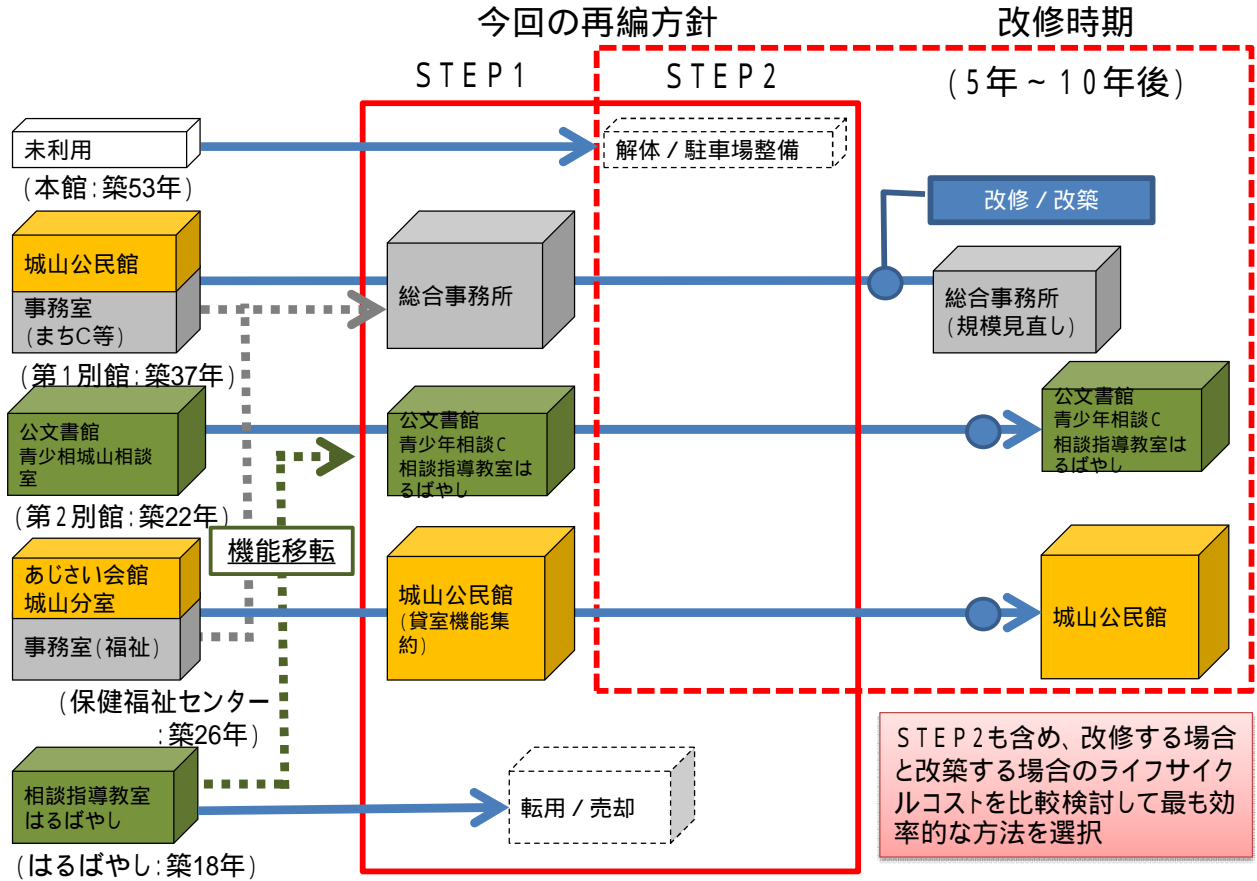 今回の再編方針
改修時期
STEP1
STEP2
(5年~10年後)
未利用
(本館:築53年)
解体/駐車場整備
改修/改築
城山公民館
事務室
(まちC等)
(第1別館:築37年)
総合事務所
総合事務所
(規模見直し)
公文書館
青少相城山相談
室
(第2別館:築22年)
公文書館
青少年相談C
相談指導教室は
るばやし
公文書館
青少年相談C
相談指導教室は
るばやし
機能移転
あじさい会館
城山分室
事務室(福祉)
(保健福祉センター
:築26年)
城山公民館
(貸室機能集
約)
城山公民館
相談指導教室
はるばやし
(はるばやし:築18年)
転用/売却
STEP2も含め、改修する場合
と改築する場合のライフサイク
ルコストを比較検討して最も効
率的な方法を選択